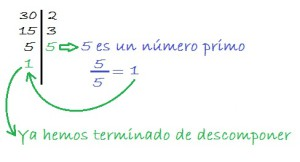 30 | 2
15 | 3
5 | 5 ⇒ 5 es un número primo
1
5/5 = 1
Ya hemos terminado de descomponer